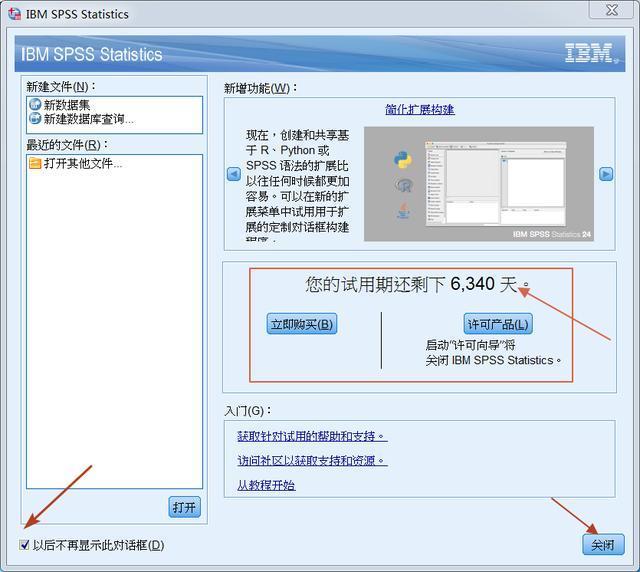 IBM SPSS Statistics
IBM SPSS Statistics
IBM
新建文件(N)：
新数据集
新建数据库查询...
最近的文件(R)：
打开其他文件...
打开
以后不再显示此对话框(D)
新增功能(W)：
简化扩展构建
现在，创建和共享基
于 R、Python 或
SPSS 语法的扩展比
以往任何时候都更加
容易。可以在新的扩
展菜单中试用用于扩
展的定制对话框构建
程序。
IBM SPSS Statistics 24
您的试用期还剩下 6,340 天。
立即购买(B)
许可产品(L)
启动“许可向导”将
关闭 IBM SPSS Statistics。
入门(G)：
获取针对试用的帮助和支持。
访问社区以获取支持和资源。
从教程开始
关闭